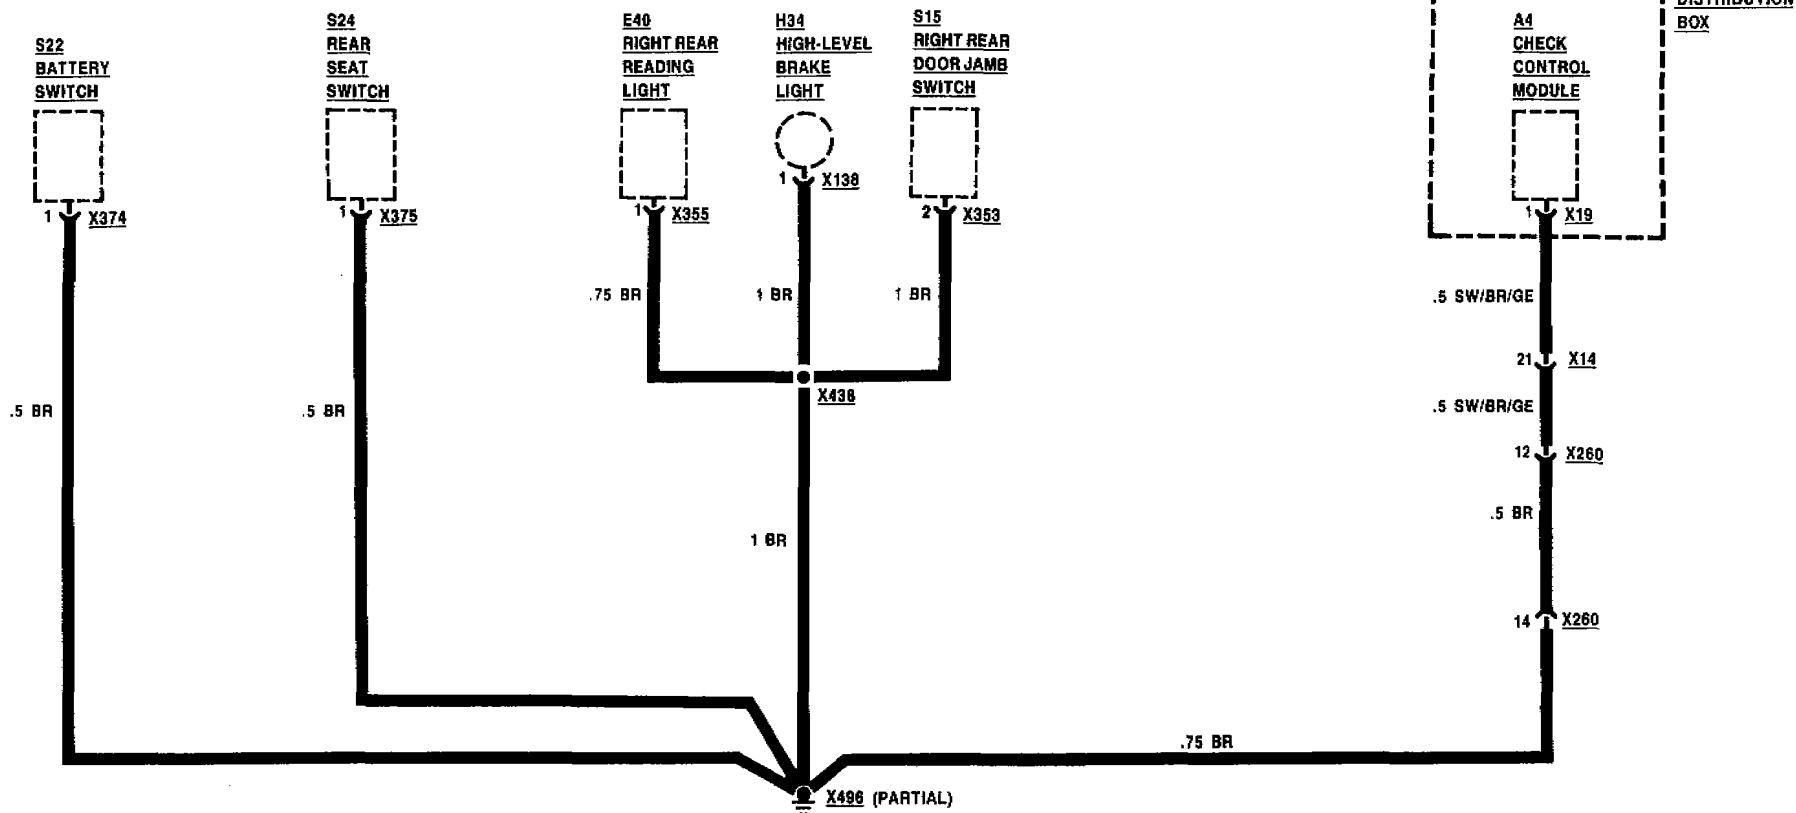 S22
BATTERY
SWITCH
S24
REAR
SEAT
SWITCH
E40
RIGHT REAR
READING
LIGHT
H34
HIGH-LEVEL
BRAKE
LIGHT
S15
RIGHT REAR
DOOR JAMB
SWITCH
DISTRIBUTION
BOX
A4
CHECK
CONTROL
MODULE
1 X374
1 X375
1 X355
1 X138
2 X353
1 X19
.75 BR
1 BR
1 BR
.5 SW/BR/GE
21 X14
X438
.5 BR
.5 BR
.5 SW/BR/GE
12 X260
1 BR
.5 BR
14 X260
.75 BR
X496 (PARTIAL)